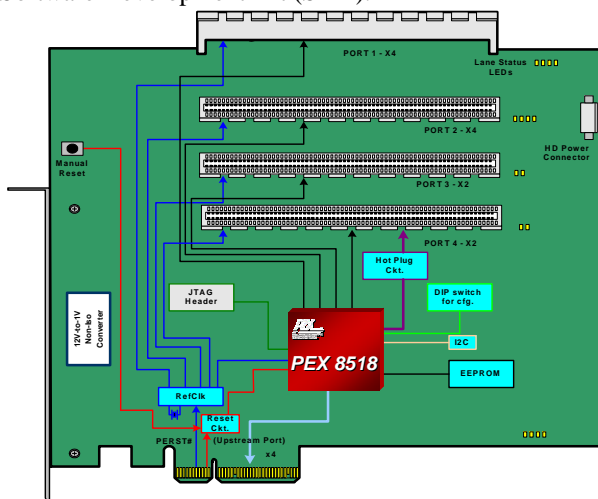 PORT 1 - X4
Lane Status
LEDs
PORT 2 - X4
HD Power
Connector
Manual
Reset
PORT 3 - X2
PORT 4 - X2
Hot Plug
Ckt.
JTAG
Header
DIP switch
for cfg.
12V-to-1V
Non-Iso
Converter
I2C
PEX 8518
EEPROM
RefClk
Reset
Ckt.
PERST#
(Upstream Port)
x4